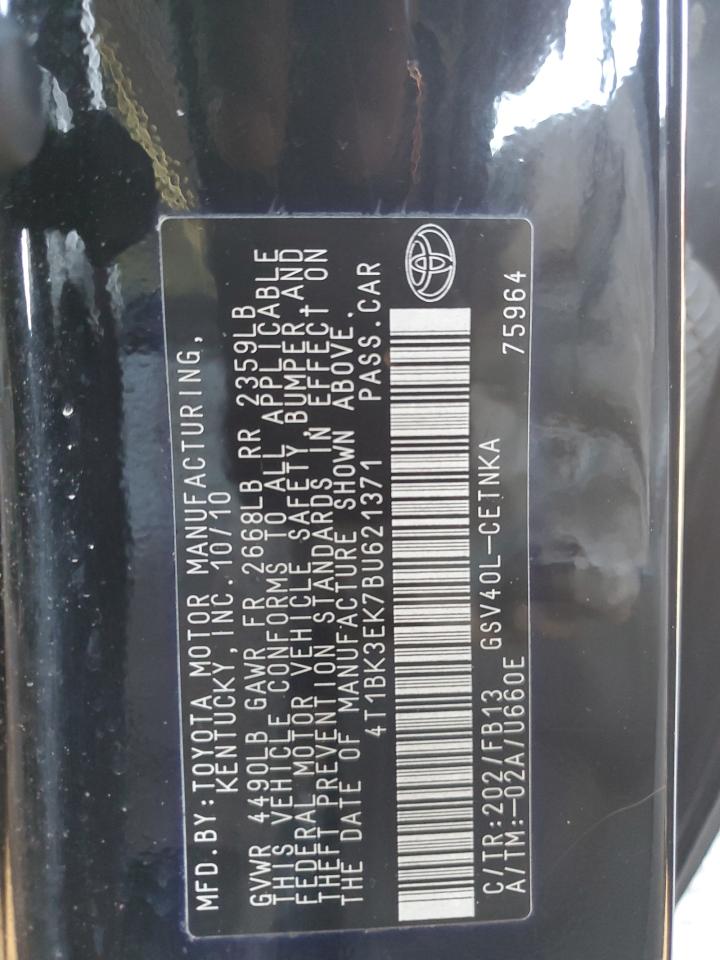 MFD.BY:TOYOTA MOTOR MANUFACTURING,
KENTUCKY,INC.10/10
GVWR 4490LB GAWR FR 2668LB RR 2359LB
THIS VEHICLE CONFORMS TO ALL APPLICABLE
FEDERAL MOTOR VEHICLE SAFETY BUMPER,AND
THEFT PREVENTION STANDARDS IN EFFECT ON
THE DATE OF MANUFACTURE SHOWN ABOVE.
4T1BK3EK7BU621371 PASS.CAR
C/TR:202/FB13 GSV40L-CETNKA 75964
A/TM:-02A/U660E